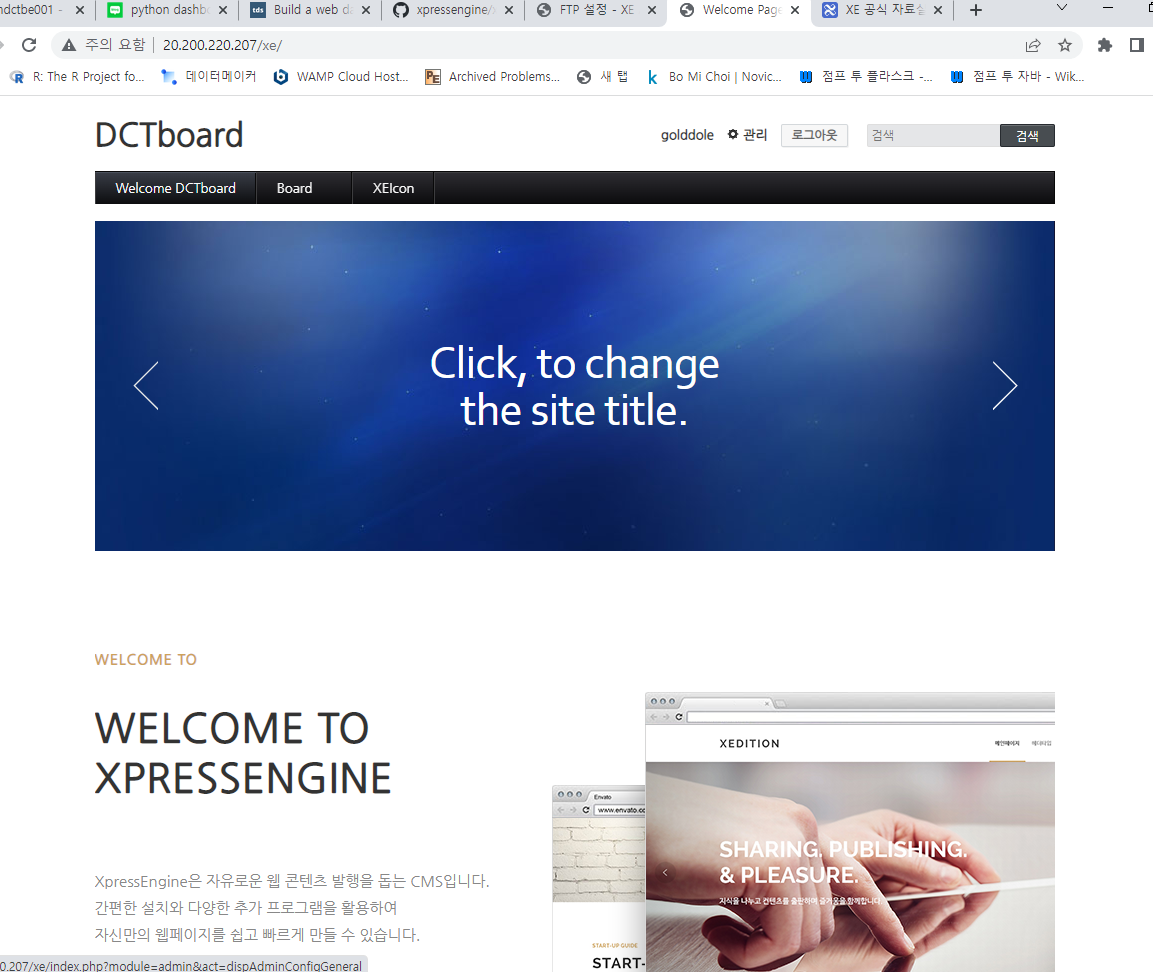 ndctbe001 -
python dashb
Build a web da
xpressengine/x
FTP 설정 - XE
Welcome Page
XE 공식 자료실
주의 요함 | 20.200.220.207/xe/
R: The R Project fo...
데이터메이커
WAMP Cloud Host...
Archived Problems...
새 탭
Bo Mi Choi | Novic...
점프 투 플라스크 -...
점프 투 자바 - Wik...
DCTboard
golddole
관리
로그아웃
검색
검색
Welcome DCTboard
Board
XEIcon
Click, to change
the site title.
WELCOME TO
WELCOME TO
XPRESSENGINE
XpressEngine은 자유로운 웹 콘텐츠 발행을 돕는 CMS입니다.
간편한 설치와 다양한 추가 프로그램을 활용하여
자신만의 웹페이지를 쉽고 빠르게 만들 수 있습니다.
XEDITION
메인페이지
Envato
www.envato.co
SHARING. PUBLISHING.
& PLEASURE.
지식을 나누고 컨텐츠를 출판하여 즐거움을 함께합니다
START-UP GUIDE
START-
0.207/xe/index.php?module=admin&act=dispAdminConfigGeneral